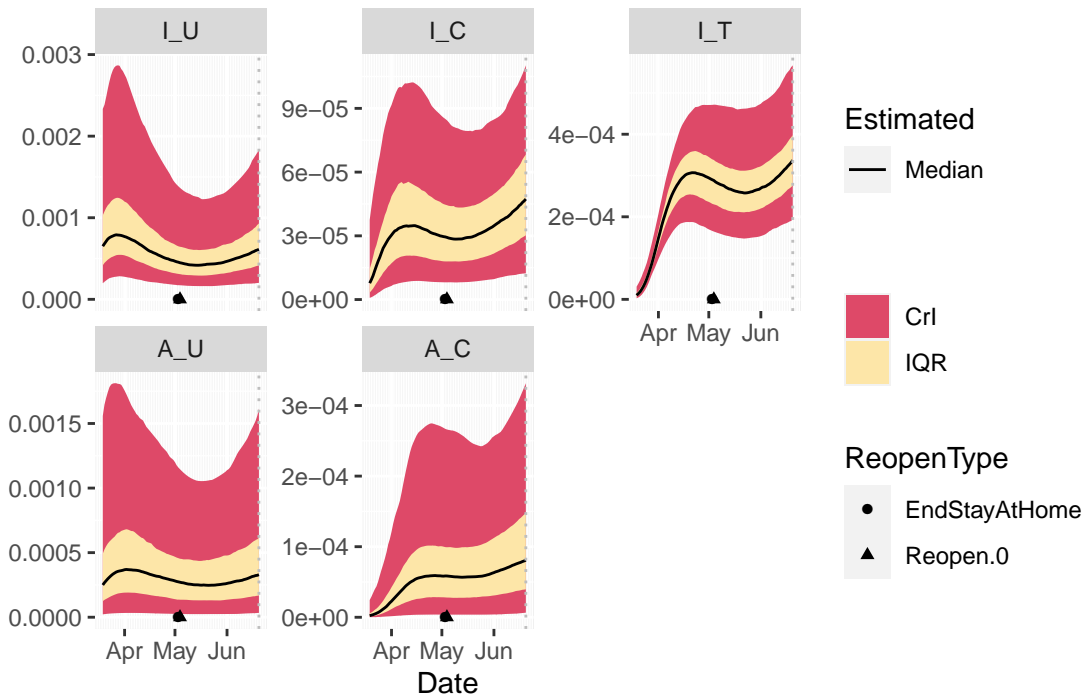 I_U
I_C
I_T
0.003
0.002
0.001
0.000
9e−05
6e−05
3e−05
0e+00
4e−04
2e−04
0e+00
Apr May Jun
A_U
A_C
0.0015
0.0010
0.0005
0.0000
3e−04
2e−04
1e−04
0e+00
Apr May Jun
Apr May Jun
Date
Estimated
Median
CrI
IQR
ReopenType
EndStayAtHome
Reopen.0